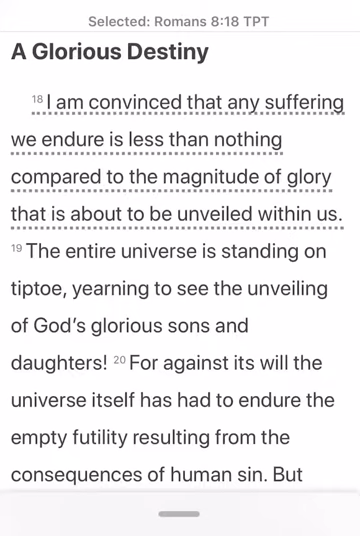 Selected: Romans 8:18 TPT
A Glorious Destiny
18 I am convinced that any suffering
we endure is less than nothing
compared to the magnitude of glory
that is about to be unveiled within us.
19 The entire universe is standing on
tiptoe, yearning to see the unveiling
of God’s glorious sons and
daughters! 20 For against its will the
universe itself has had to endure the
empty futility resulting from the
consequences of human sin. But